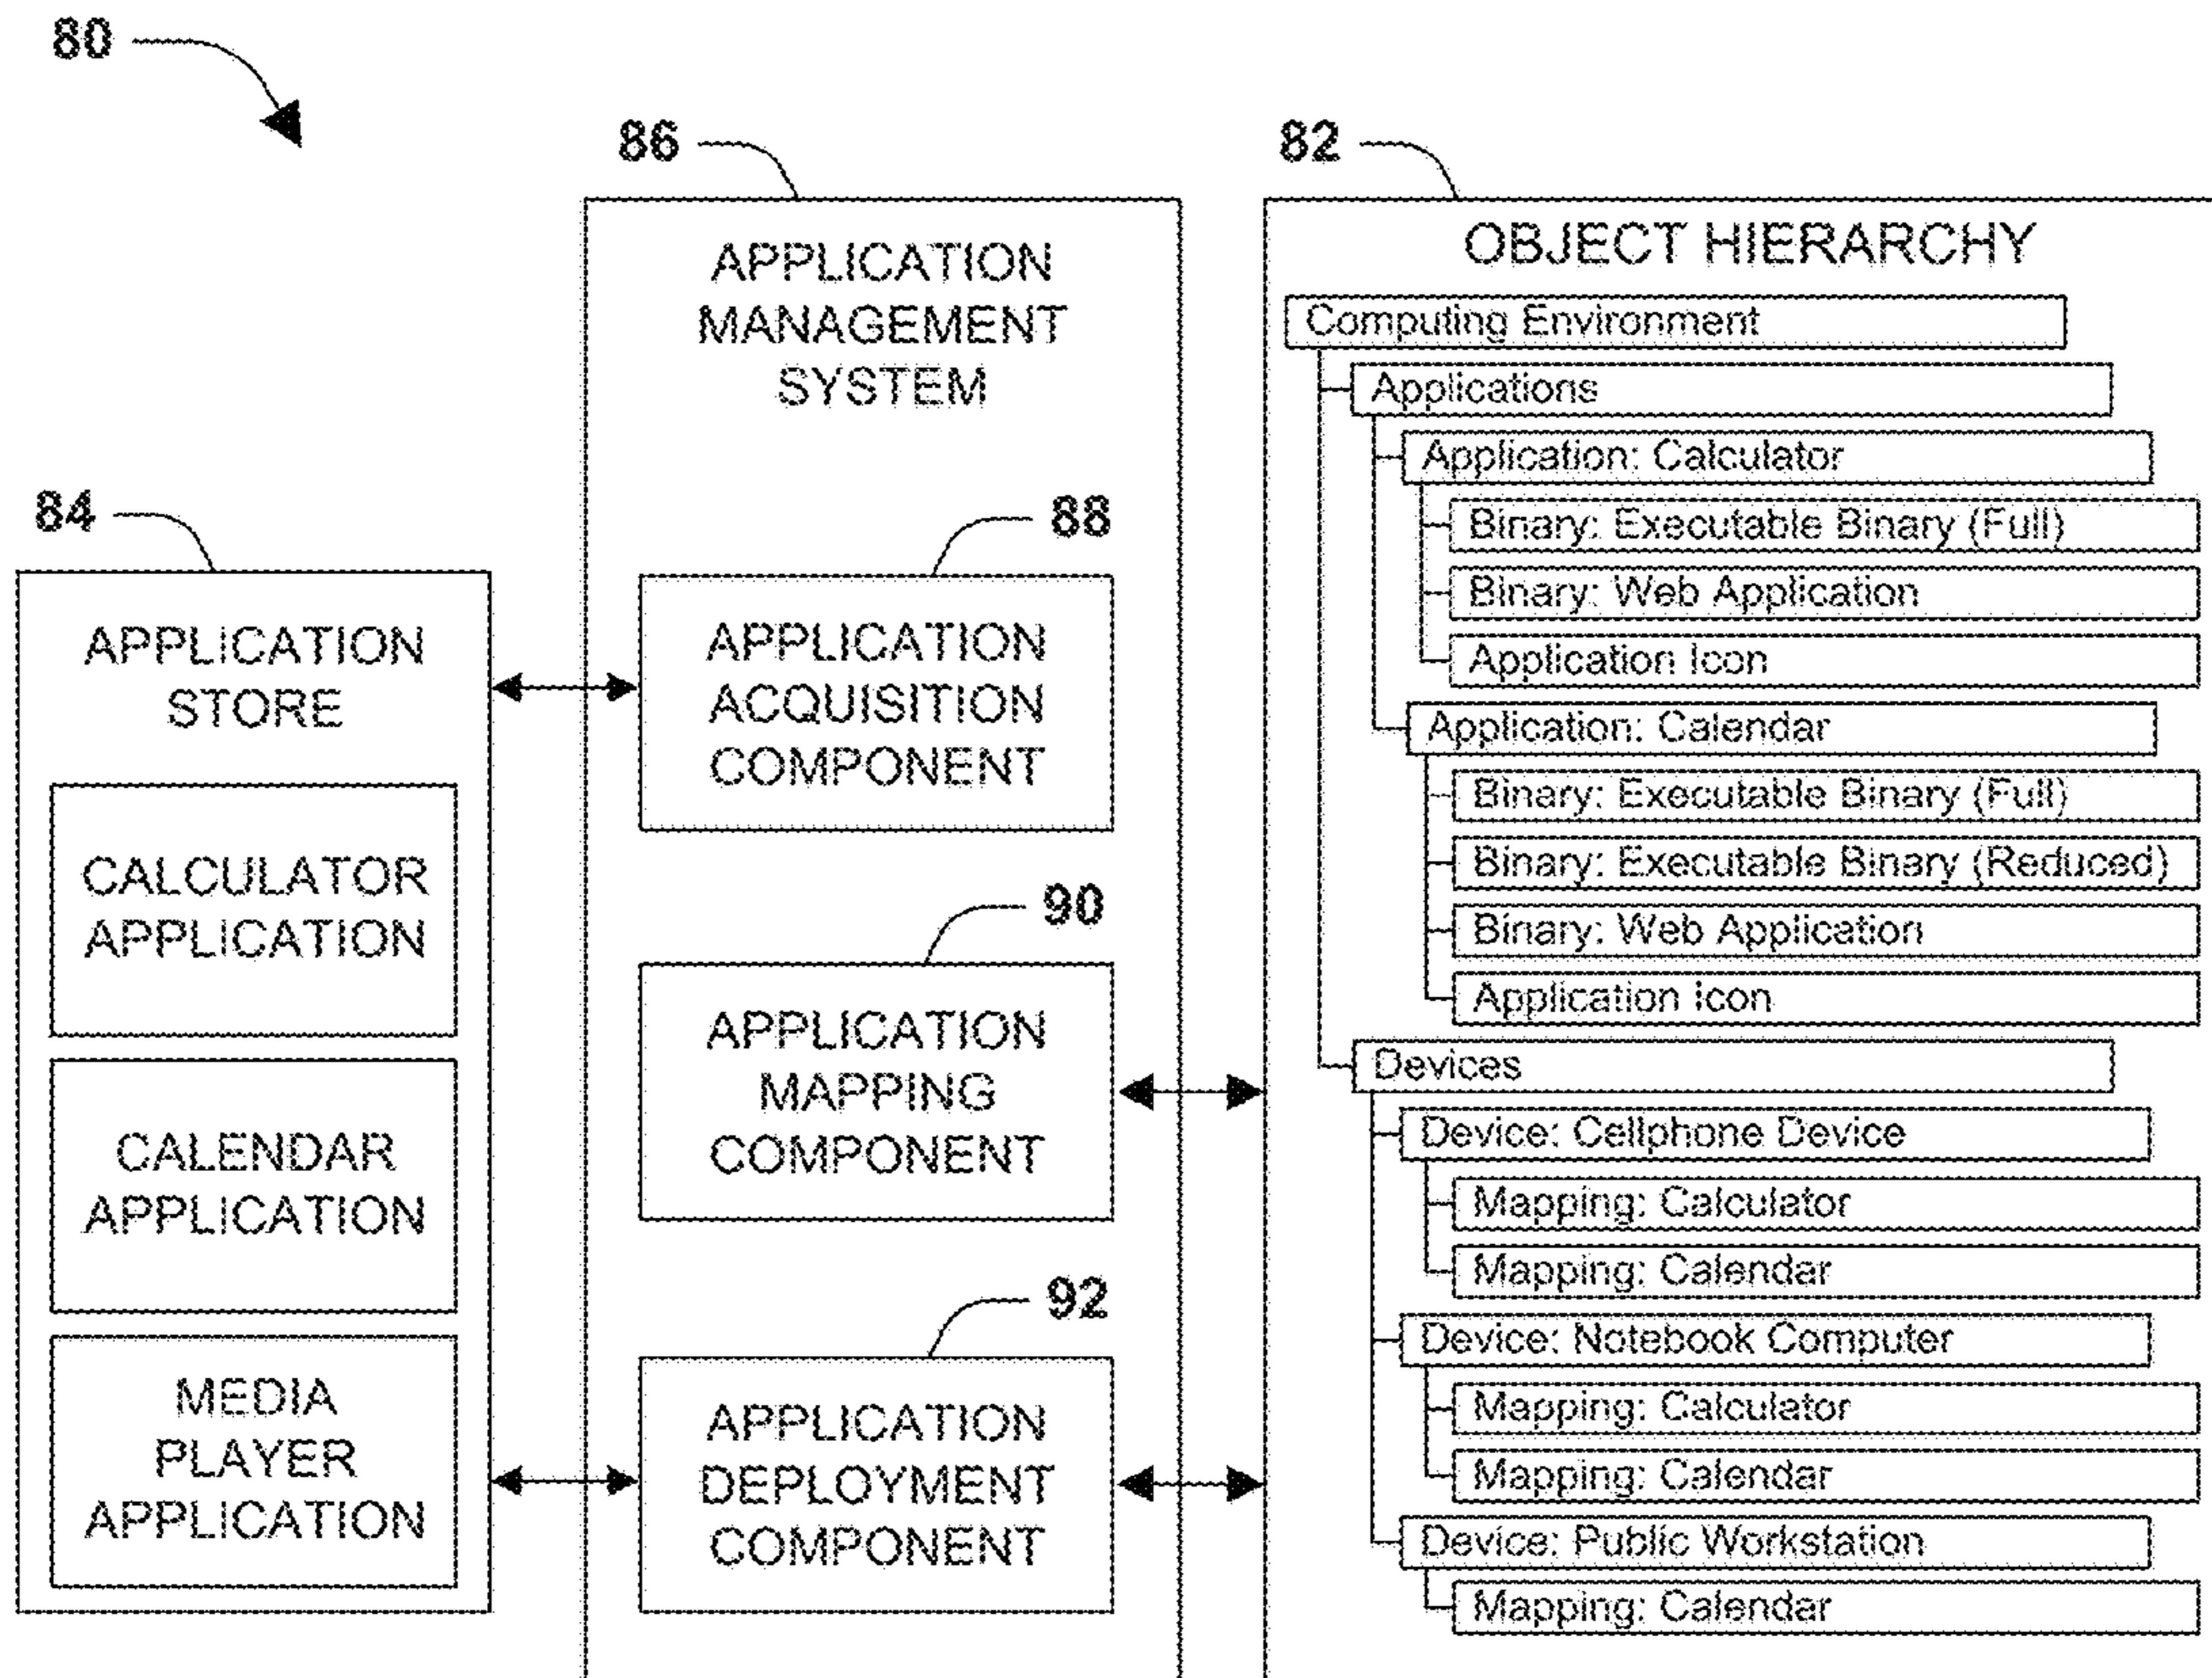 80
86
82
APPLICATION
MANAGEMENT
SYSTEM
84
APPLICATION
STORE
CALCULATOR
APPLICATION
CALENDAR
APPLICATION
MEDIA
PLAYER
APPLICATION
88
APPLICATION
ACQUISITION
COMPONENT
90
APPLICATION
MAPPING
COMPONENT
92
APPLICATION
DEPLOYMENT
COMPONENT
OBJECT HIERARCHY
Computing Environment
Applications
Application: Calculator
Binary: Executable Binary (Full)
Binary: Web Application
Application Icon
Application: Calendar
Binary: Executable Binary (Full)
Binary: Executable Binary (Reduced)
Binary: Web Application
Application Icon
Devices
Device: Cellphone Device
Mapping: Calculator
Mapping: Calendar
Device: Notebook Computer
Mapping: Calculator
Mapping: Calendar
Device: Public Workstation
Mapping: Calendar